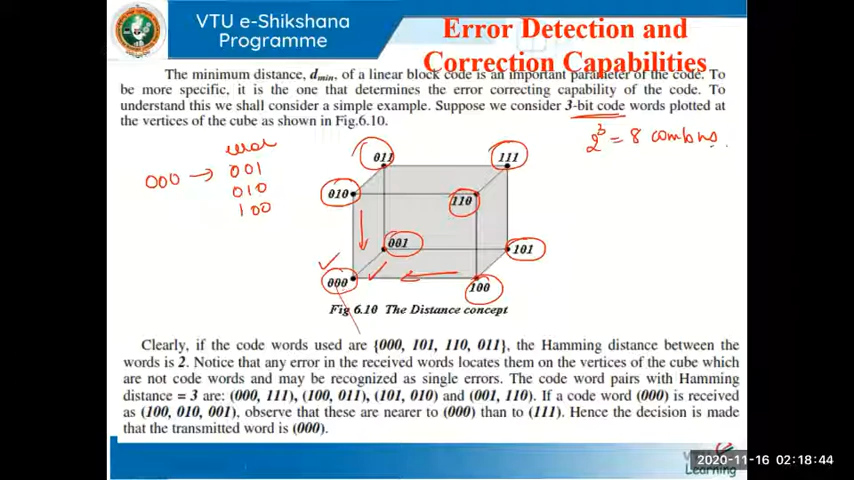 VTU e-Shikshana
Programme
Error Detection and
Correction Capabilities
The minimum distance, dmin, of a linear block code is an important parameter of the code. To
be more specific, it is the one that determines the error correcting capability of the code. To
understand this we shall consider a simple example. Suppose we consider 3-bit code words plotted at
the vertices of the cube as shown in Fig.6.10.
2^3 = 8 combns.
error
000 → 001
010
100
011
111
010
110
001
101
000
100
Fig 6.10 The Distance concept
Clearly, if the code words used are {000, 101, 110, 011}, the Hamming distance between the
words is 2. Notice that any error in the received words locates them on the vertices of the cube which
are not code words and may be recognized as single errors. The code word pairs with Hamming
distance = 3 are: (000, 111), (100, 011), (101, 010) and (001, 110). If a code word (000) is received
as (100, 010, 001), observe that these are nearer to (000) than to (111). Hence the decision is made
that the transmitted word is (000).
2020-11-16 02:18:44
Learning